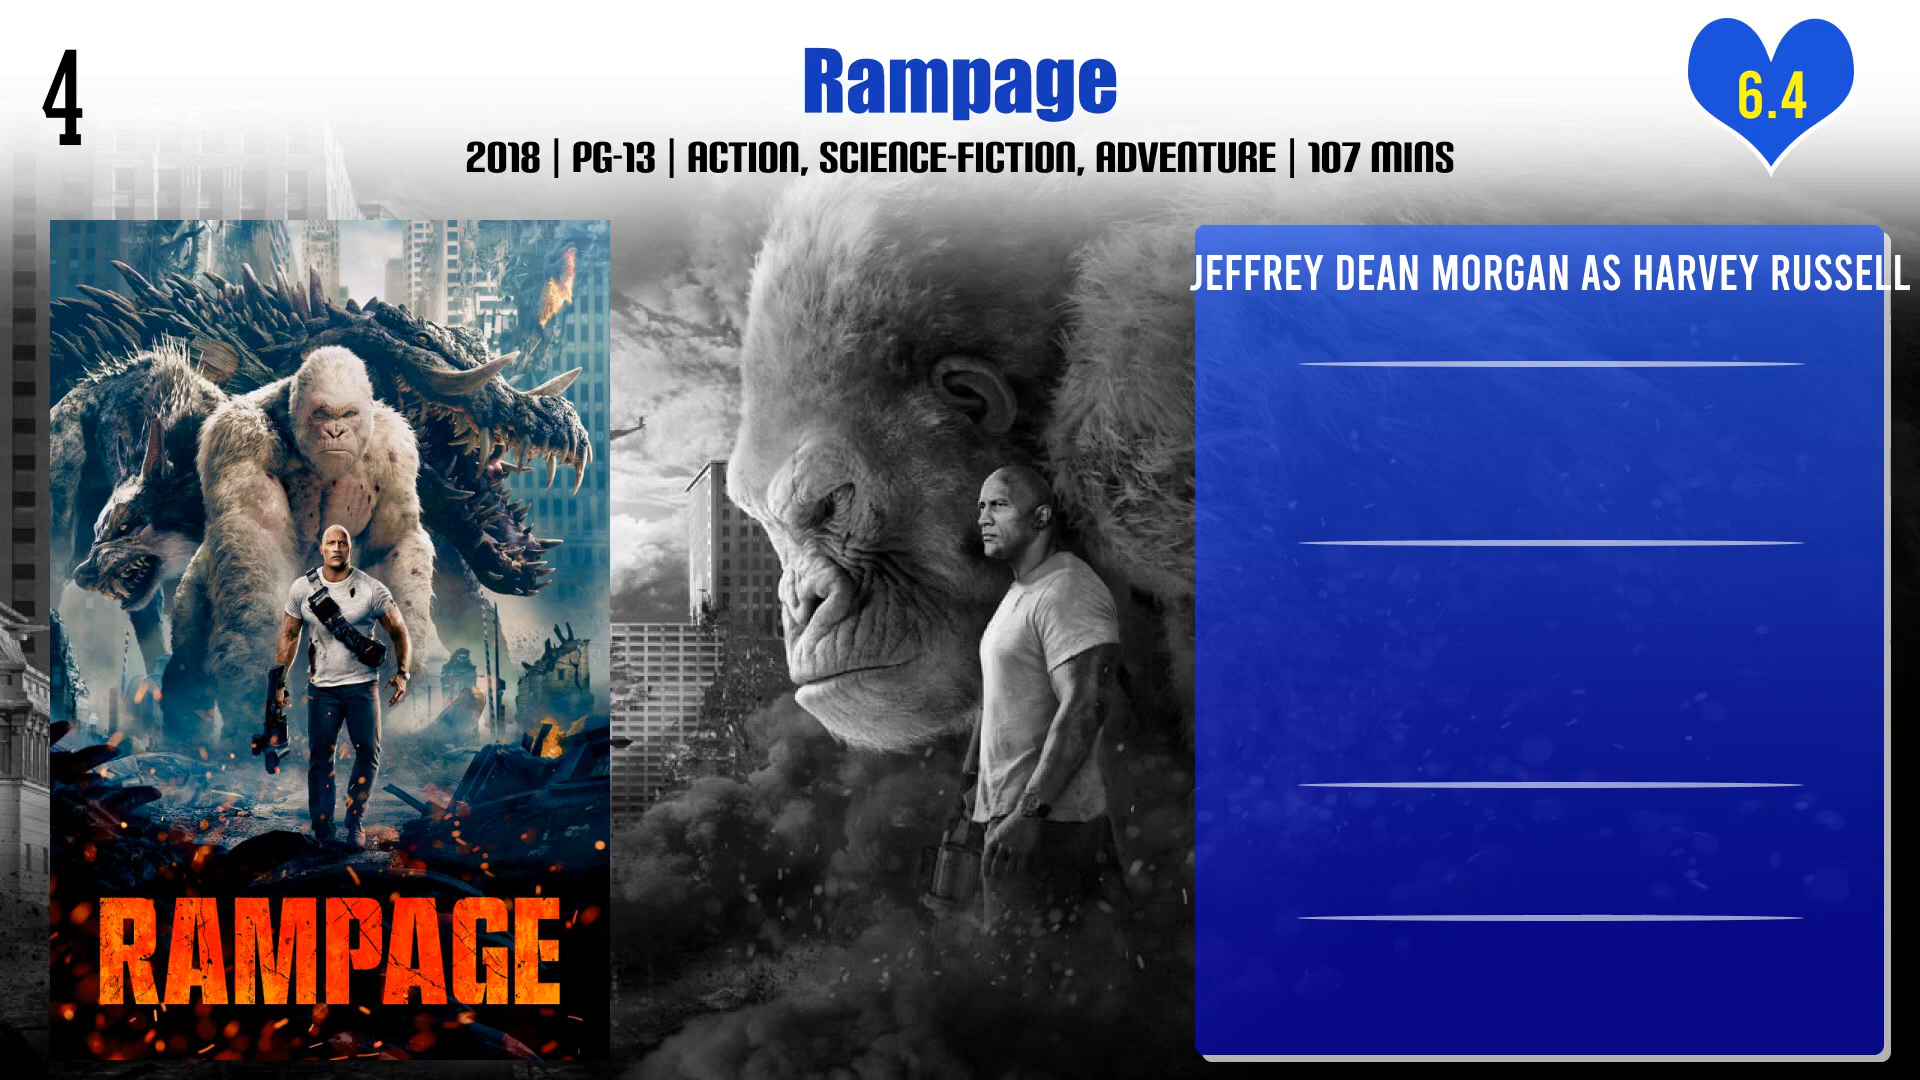 4
Rampage
6.4
2018 | PG-13 | ACTION, SCIENCE-FICTION, ADVENTURE | 107 MINS
JEFFREY DEAN MORGAN AS HARVEY RUSSELL
RAMPAGE